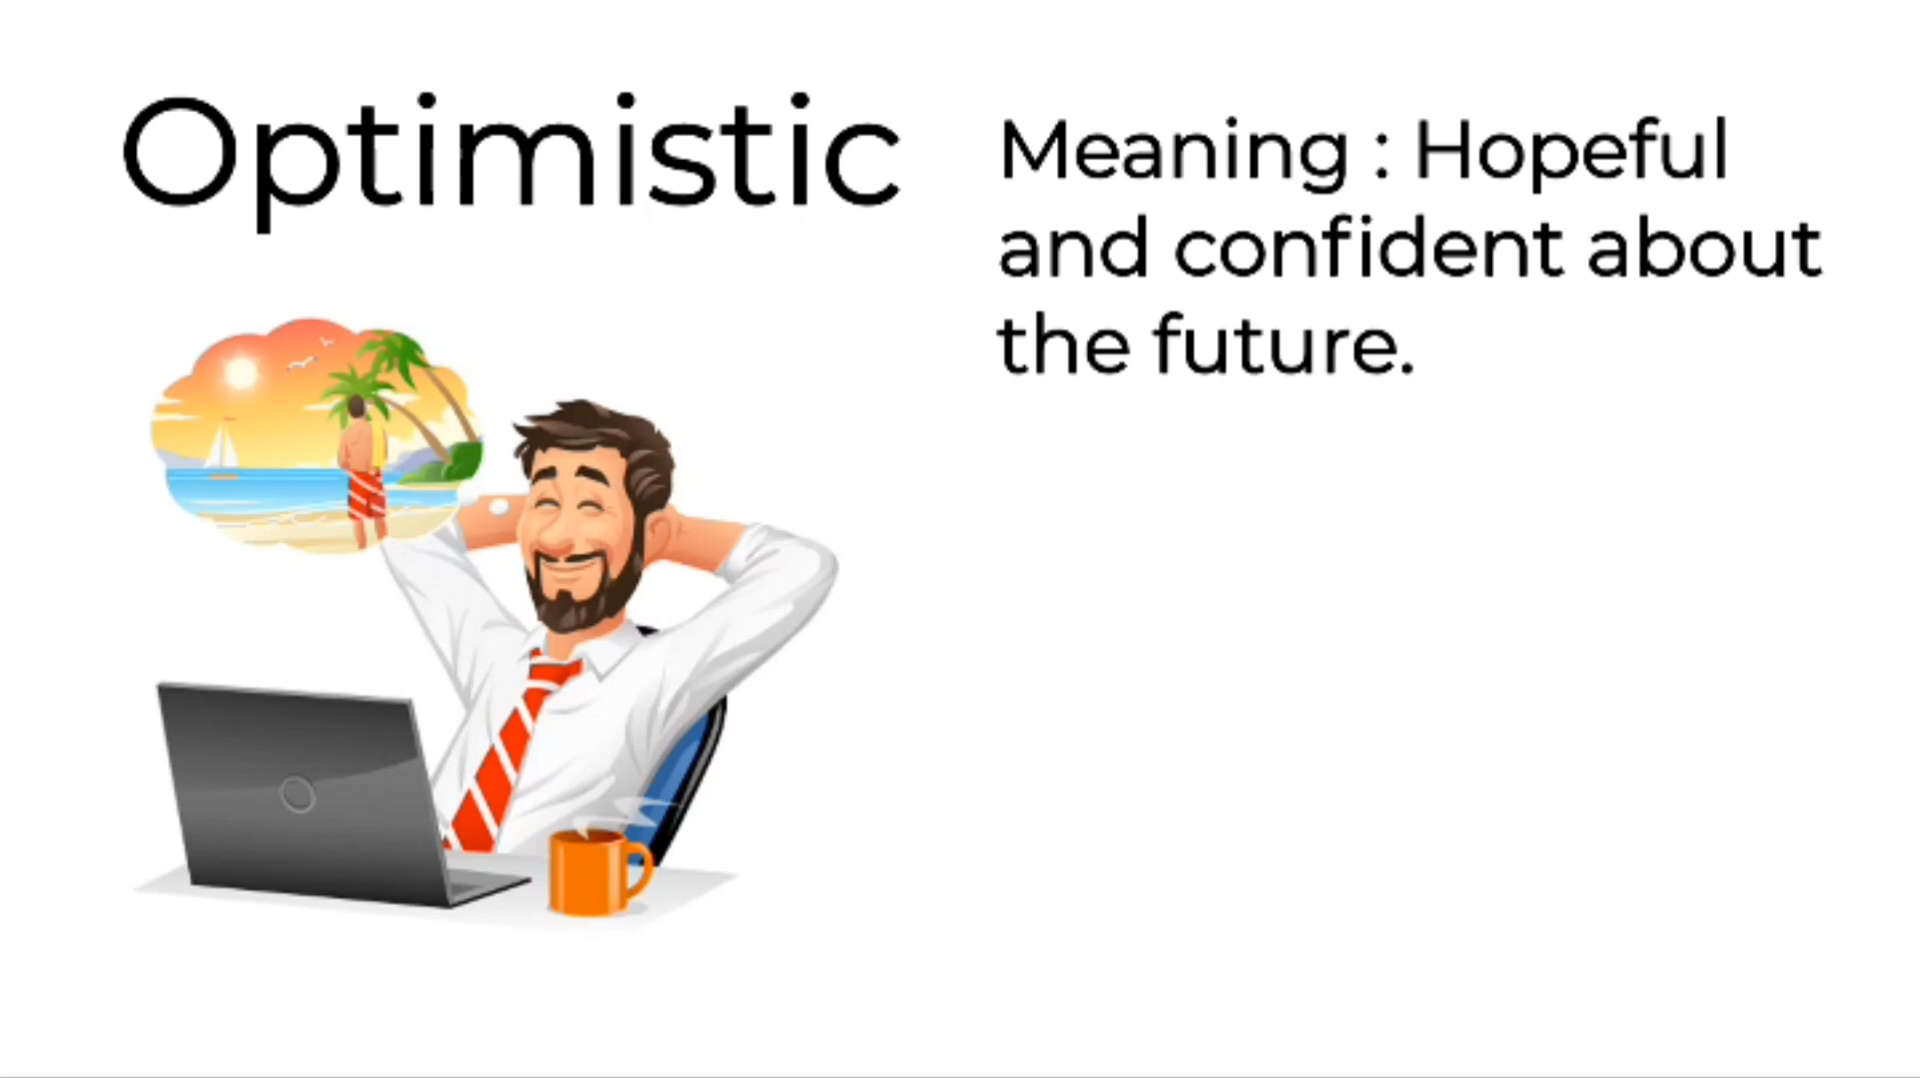 Optimistic
Meaning : Hopeful
and confident about
the future.